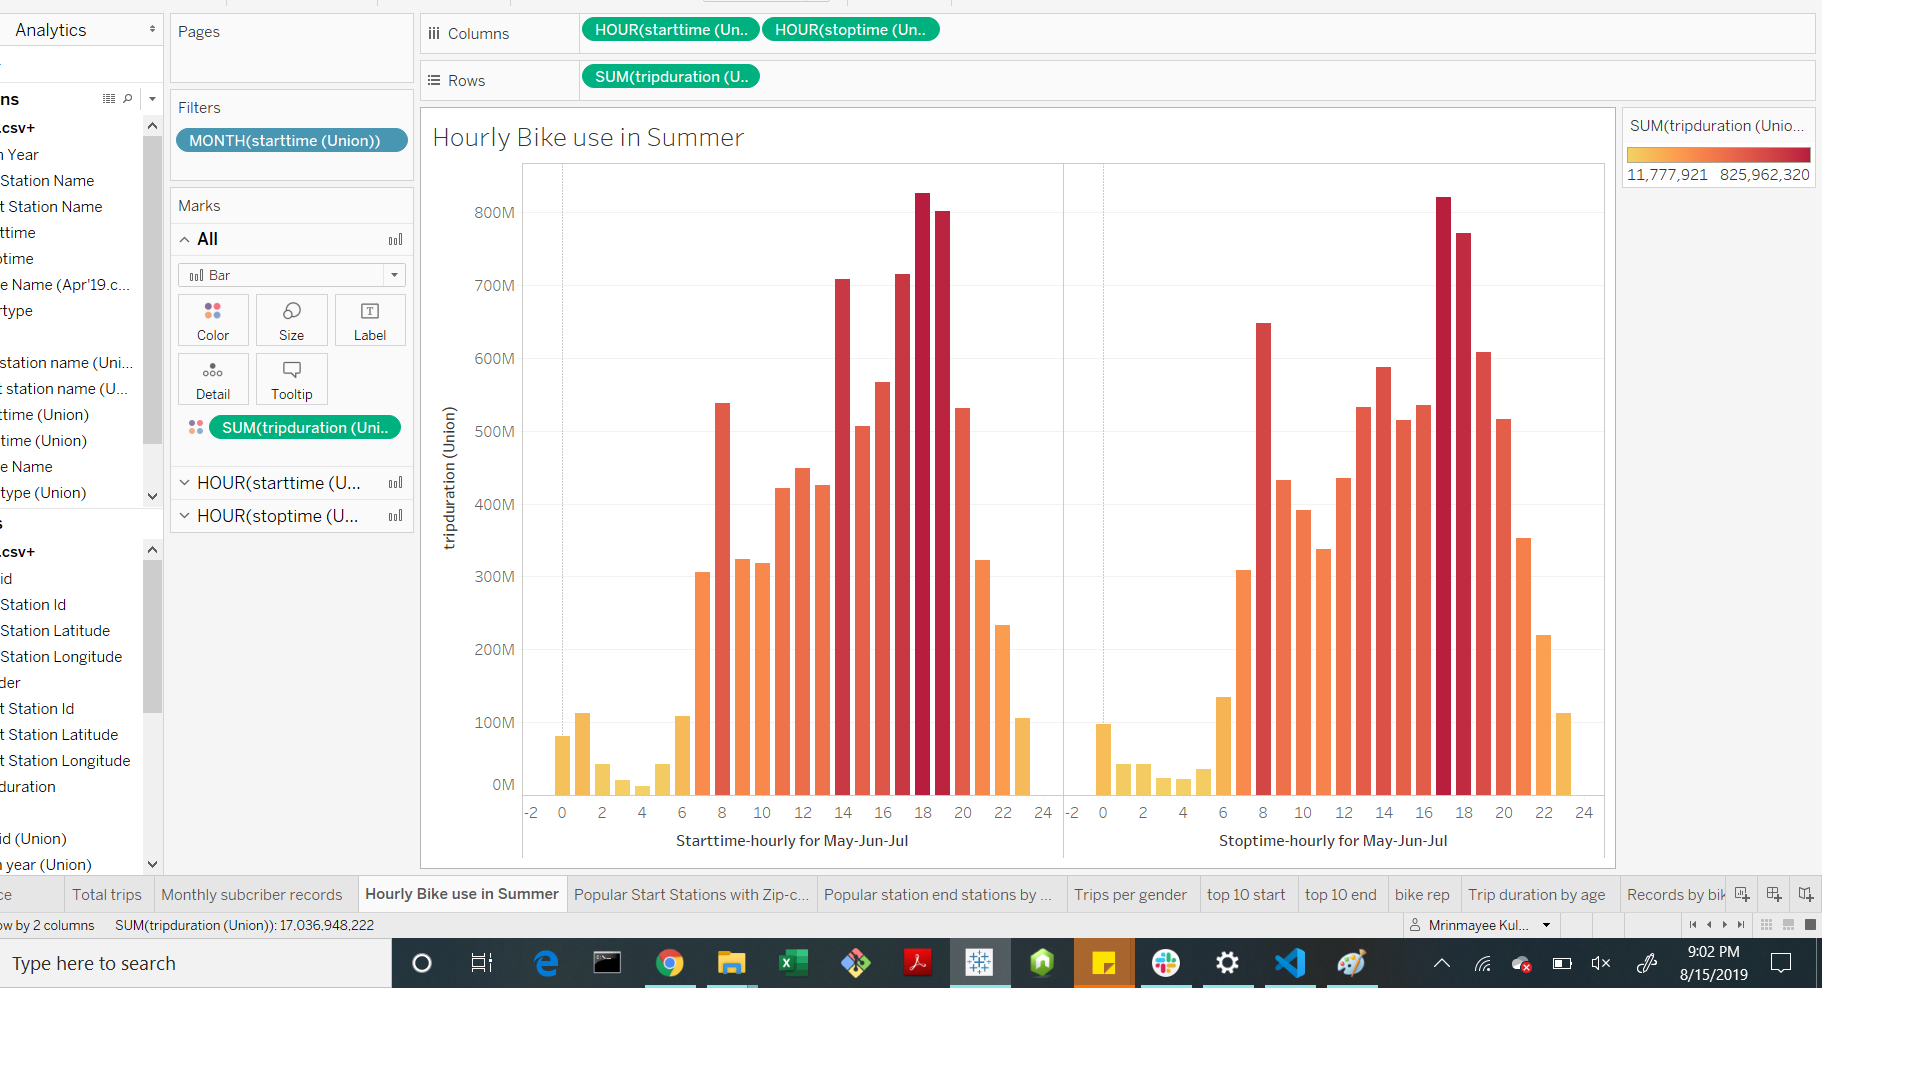 Analytics
Pages
Columns
HOUR(starttime (Un..
HOUR(stoptime (Un..
Rows
SUM(tripduration (U..
ns
.csv+
n Year
Station Name
t Station Name
ttime
otime
e Name (Apr'19.c...
rtype
station name (Uni...
t station name (U...
ttime (Union)
time (Union)
e Name
type (Union)
s
.csv+
id
Station Id
Station Latitude
Station Longitude
der
t Station Id
t Station Latitude
t Station Longitude
duration
id (Union)
n year (Union)
Filters
MONTH(starttime (Union))
Marks
All
Bar
Color
Size
Label
Detail
Tooltip
SUM(tripduration (Uni..
HOUR(starttime (U...
HOUR(stoptime (U...
Hourly Bike use in Summer
tripduration (Union)
800M
700M
600M
500M
400M
300M
200M
100M
0M
-2 0 2 4 6 8 10 12 14 16 18 20 22 24
-2 0 2 4 6 8 10 12 14 16 18 20 22 24
Starttime-hourly for May-Jun-Jul
Stoptime-hourly for May-Jun-Jul
SUM(tripduration (Unio...
11,777,921 825,962,320
ce
Total trips
Monthly subcriber records
Hourly Bike use in Summer
Popular Start Stations with Zip-c...
Popular station end stations by ...
Trips per gender
top 10 start
top 10 end
bike rep
Trip duration by age
Records by bik
ow by 2 columns
SUM(tripduration (Union)): 17,036,948,222
Mrinmayee Kul...
Type here to search
9:02 PM
8/15/2019